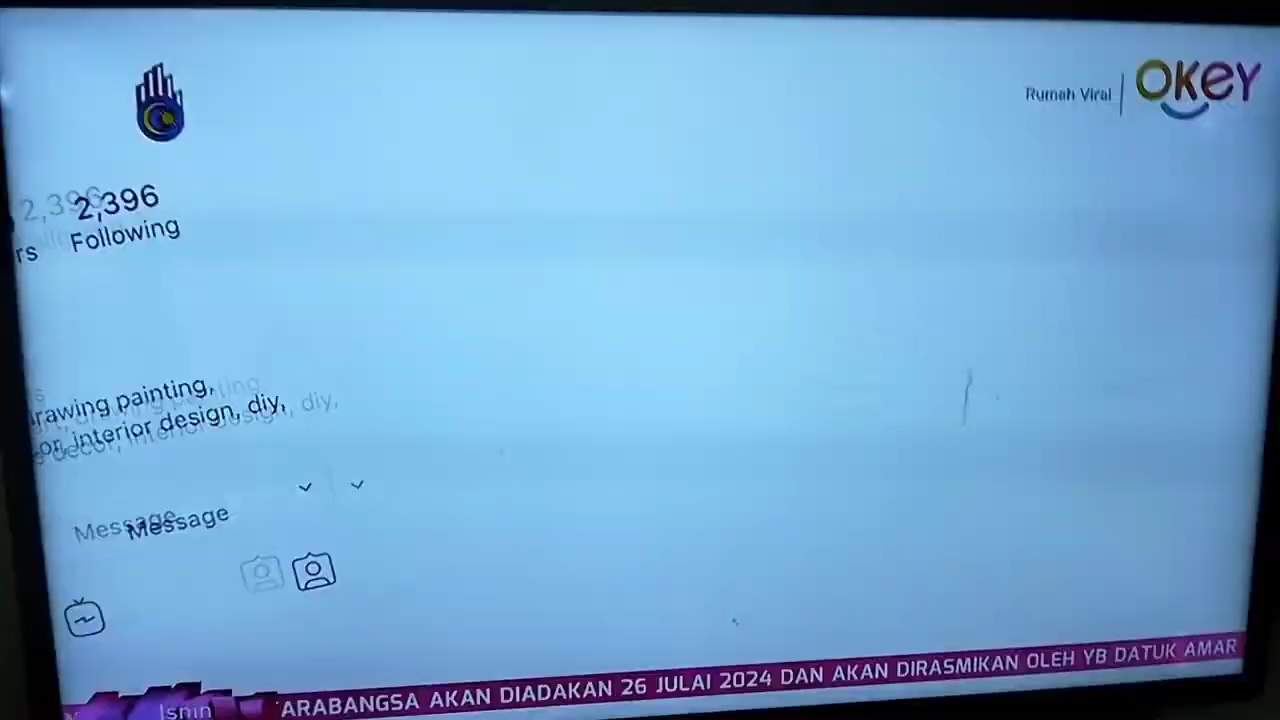 Rumah Viral
OKEY
2,396
rs Following
drawing painting,
or, interior design, diy,
Message
Isnin
ARABANGSA AKAN DIADAKAN 26 JULAI 2024 DAN AKAN DIRASMIKAN OLEH YB DATUK AMAR